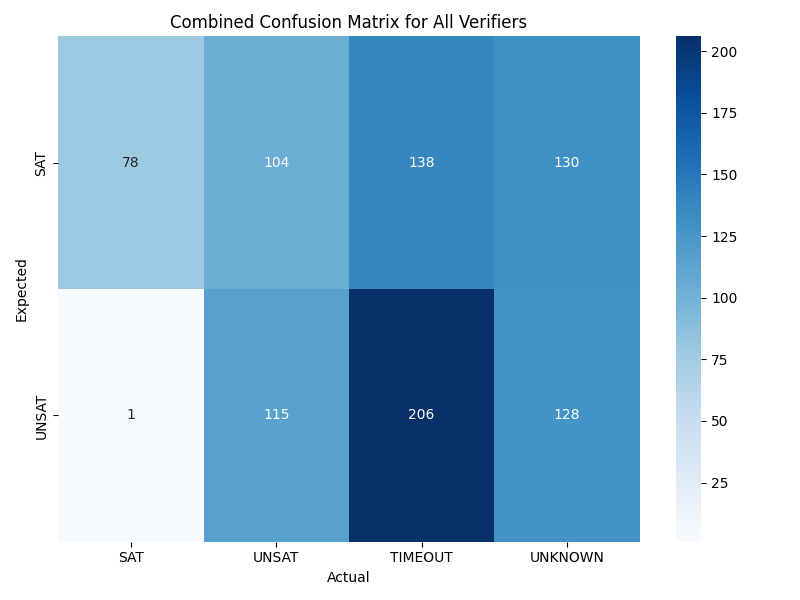 Combined Confusion Matrix for All Verifiers
Expected
SAT
78 104 138 130
UNSAT
1 115 206 128
SAT UNSAT TIMEOUT UNKNOWN
Actual
200
175
150
125
100
75
50
25